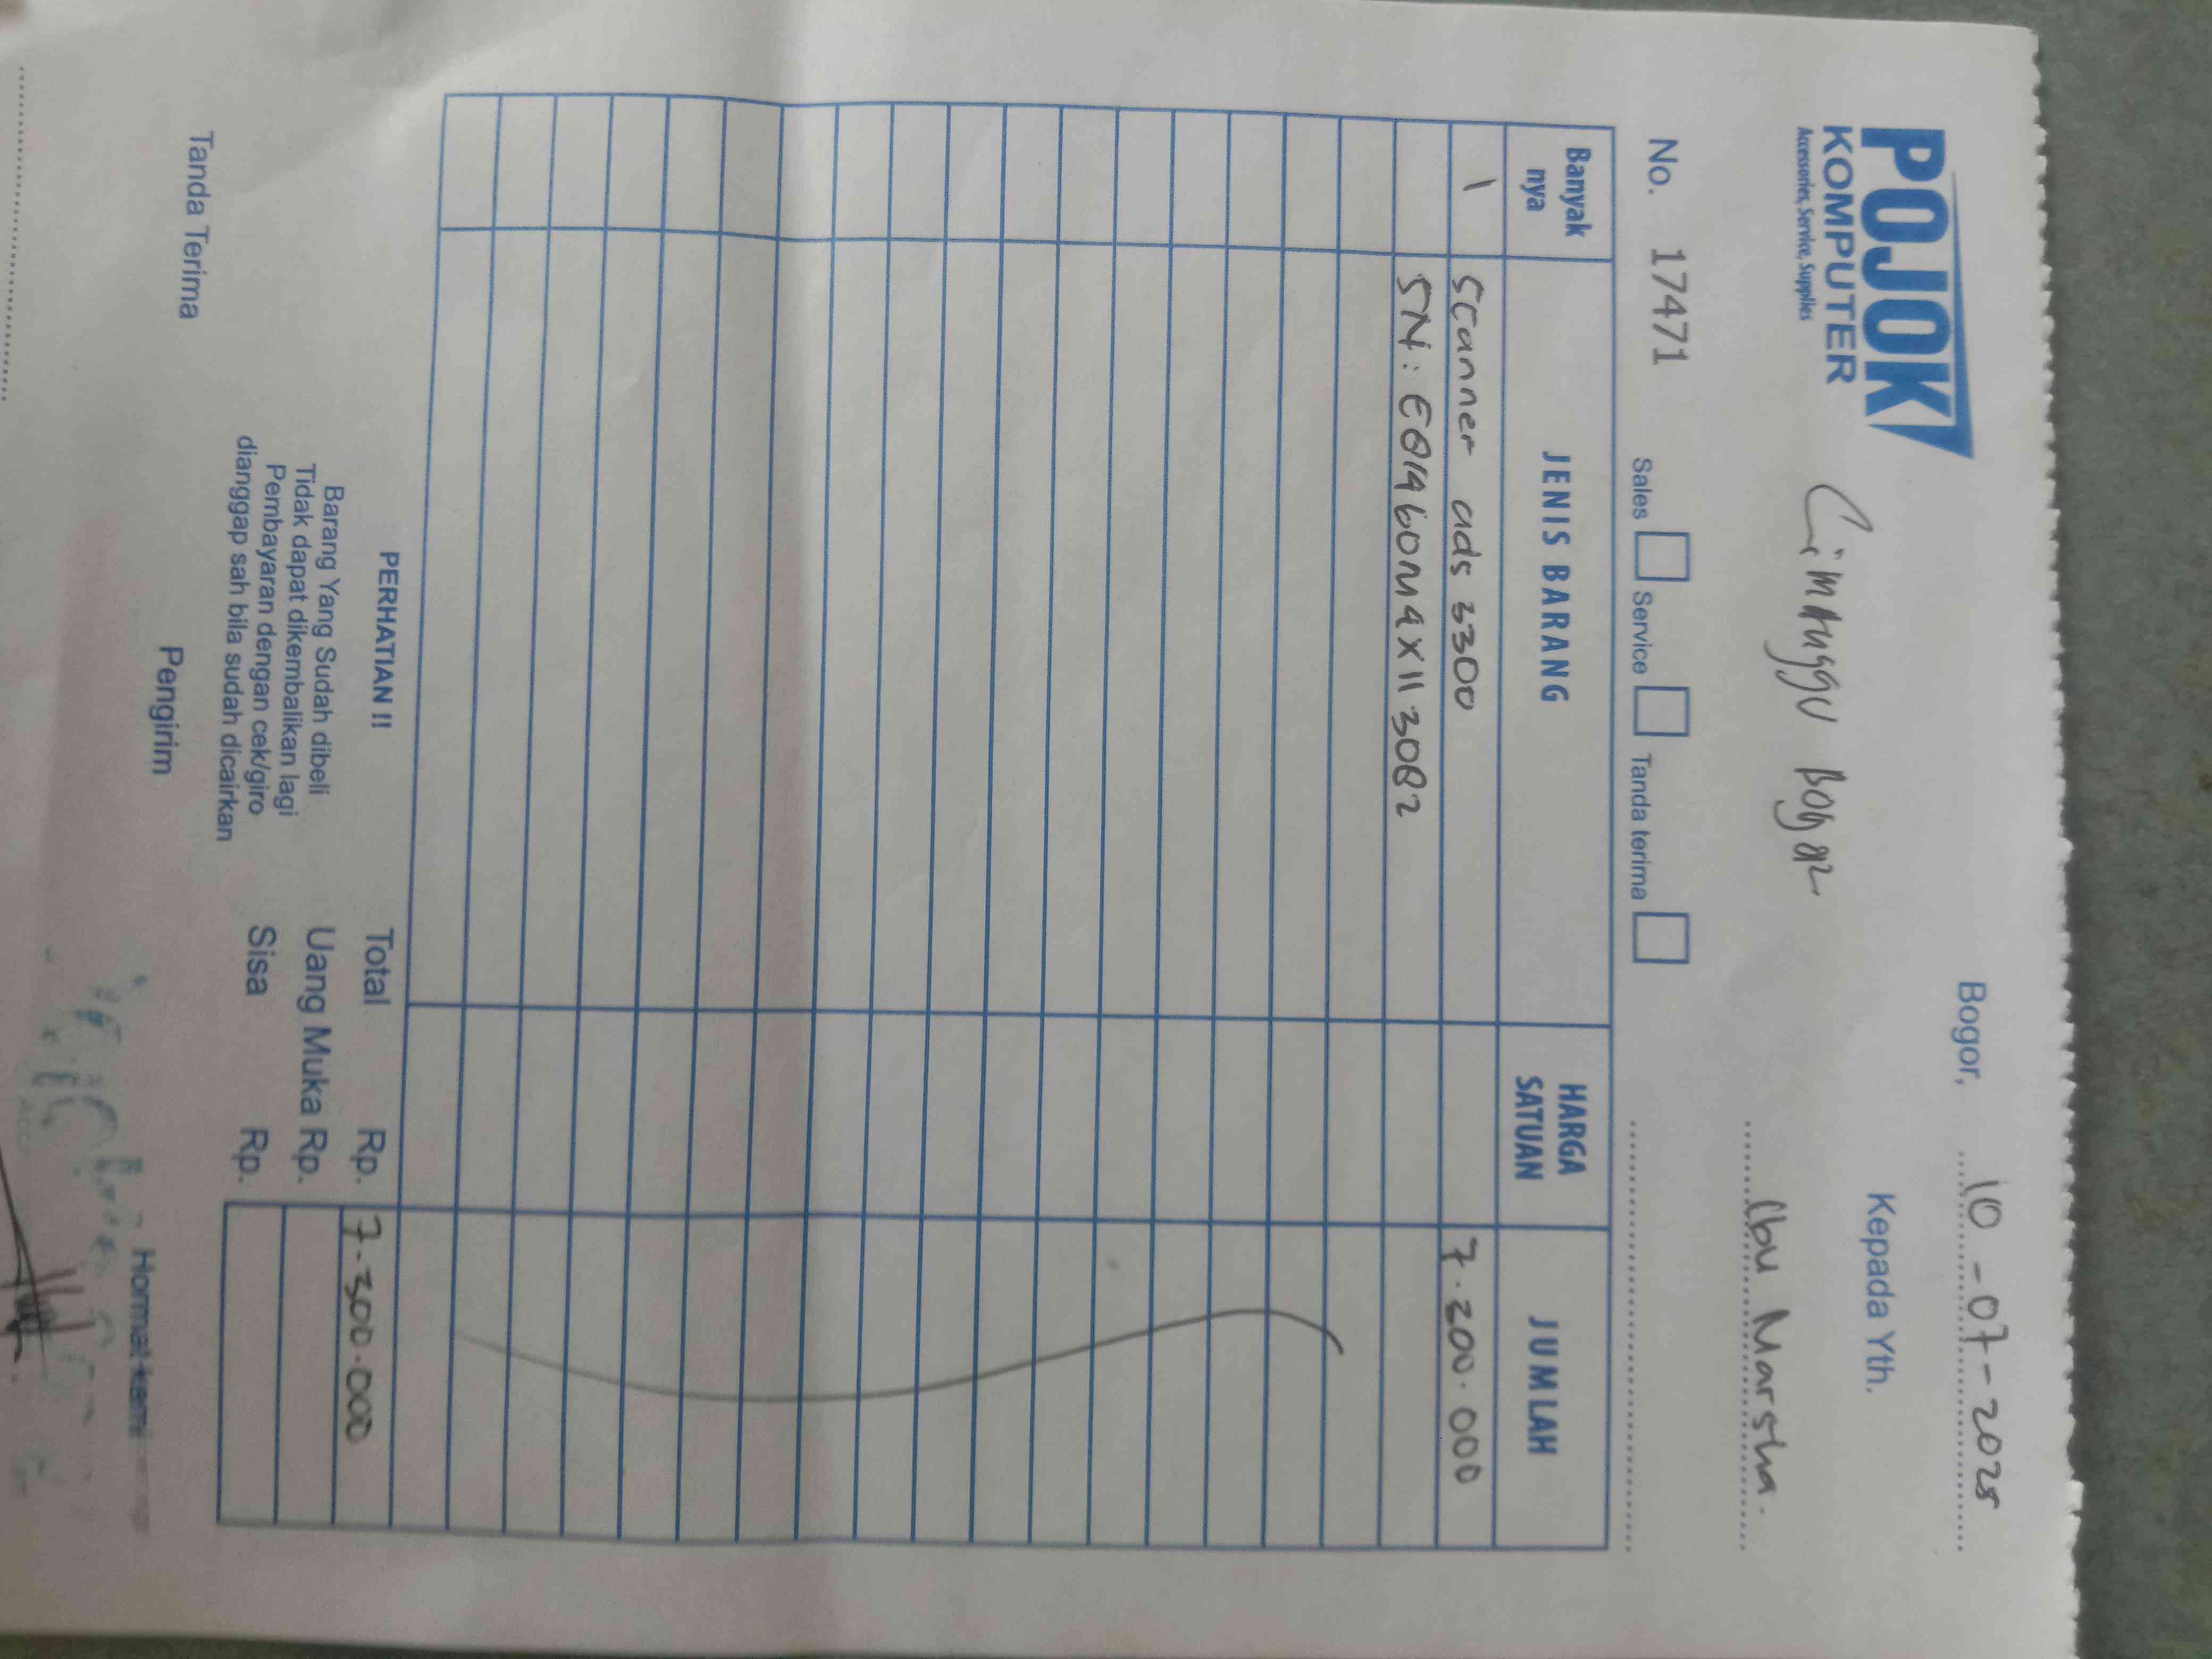 POJOK
KOMPUTER
Accessories, Service, Supplies
Cimanggu Bogor
Bogor, 10-07-2025
Kepada Yth.
Ibu Marsha.
No. 17471
Sales Service Tanda terima
Banyak nya JENIS BARANG HARGA SATUAN JUMLAH
1 Scanner ads 3300 7.300.000
SN:
PERHATIAN !!
Barang Yang Sudah dibeli
Tidak dapat dikembalikan lagi
Pembayaran dengan cek/giro
dianggap sah bila sudah dicairkan
Total Rp. 7.300.000
Uang Muka Rp.
Sisa Rp.
Tanda Terima
Pengirim
Hormat kami